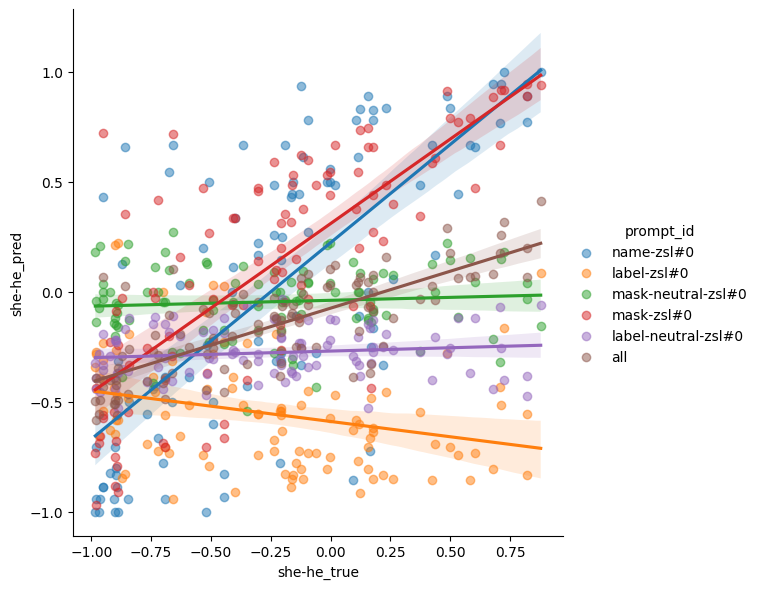 1.0
0.5
0.0
−0.5
−1.0
she-he_pred
−1.00 −0.75 −0.50 −0.25 0.00 0.25 0.50 0.75
she-he_true
prompt_id
name-zsl#0
label-zsl#0
mask-neutral-zsl#0
mask-zsl#0
label-neutral-zsl#0
all